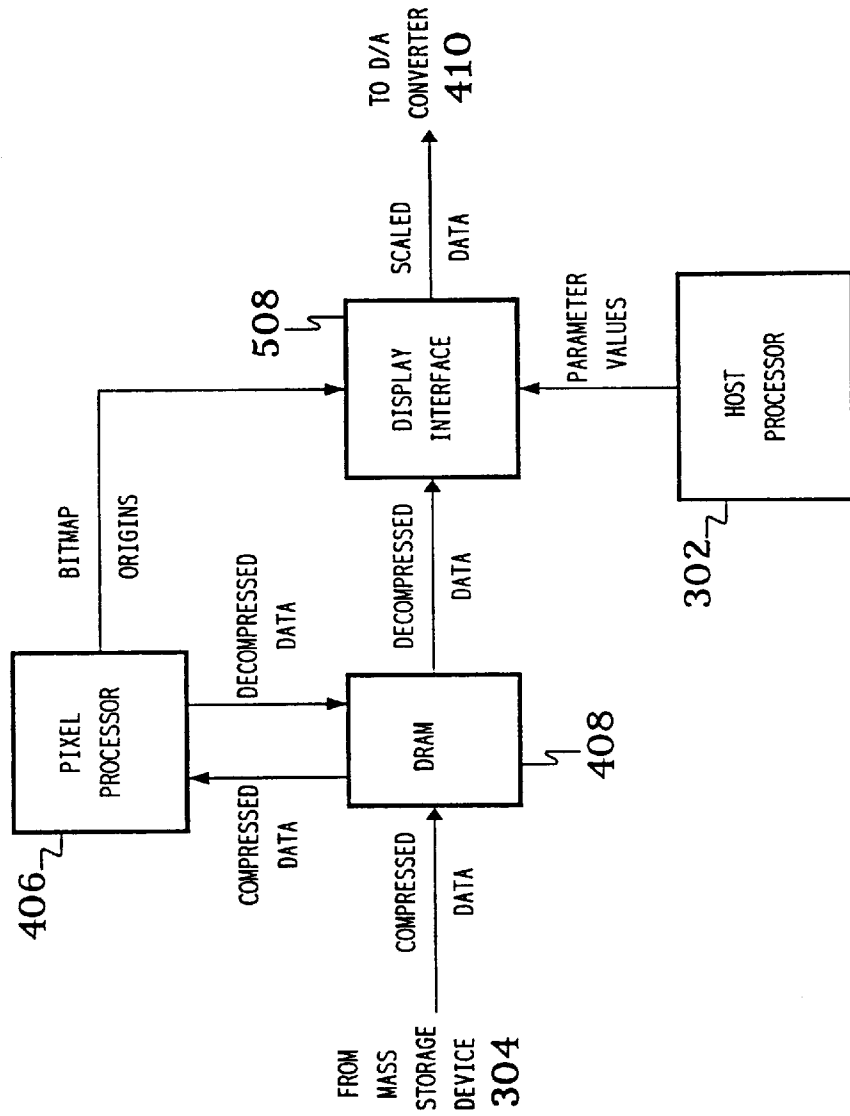 406
PIXEL
PROCESSOR
BITMAP
ORIGINS
COMPRESSED
DATA
DECOMPRESSED
DATA
508
FROM
MASS
STORAGE
DEVICE
304
COMPRESSED
DATA
DRAM
408
DECOMPRESSED
DATA
DISPLAY
INTERFACE
SCALED
DATA
TO D/A
CONVERTER
410
PARAMETER
VALUES
302
HOST
PROCESSOR